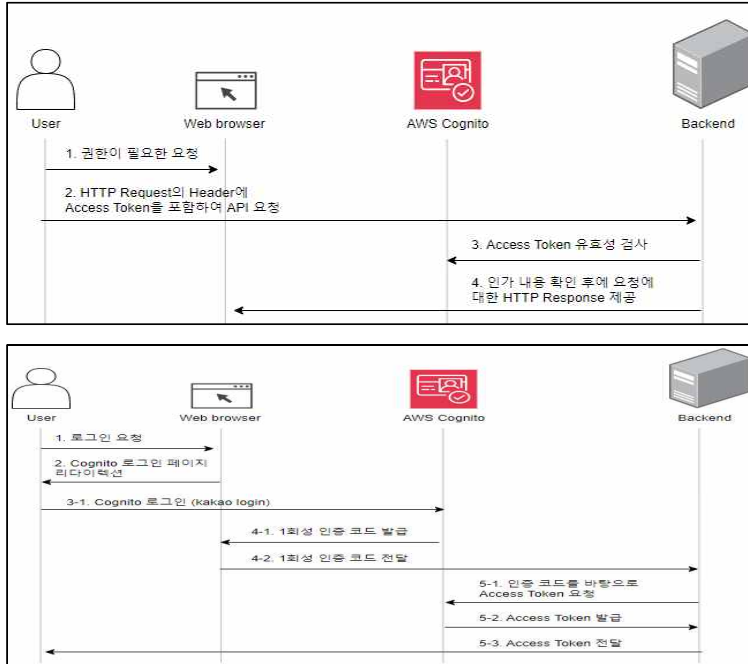 User
Web browser
AWS Cognito
Backend
1. 권한이 필요한 요청
2. HTTP Request의 Header에
Access Token을 포함하여 API 요청
3. Access Token 유효성 검사
4. 인가 내용 확인 후에 요청에
대한 HTTP Response 제공
User
Web browser
AWS Cognito
Backend
1. 로그인 요청
2. Cognito 로그인 페이지
리다이렉션
3-1. Cognito 로그인 (kakao login)
4-1. 1회성 인증 코드 발급
4-2. 1회성 인증 코드 전달
5-1. 인증 코드를 바탕으로
Access Token 요청
5-2. Access Token 발급
5-3. Access Token 전달